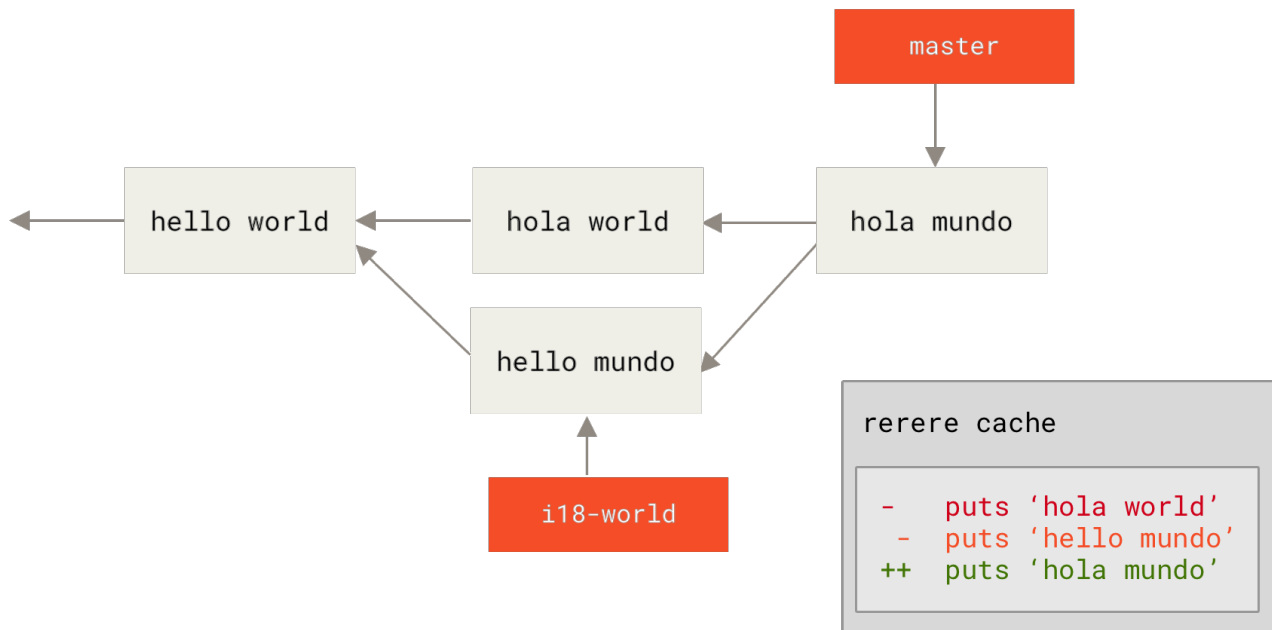 master
hello world
hola world
hola mundo
hello mundo
i18-world
rerere cache
-   puts ‘hola world’
 -  puts ‘hello mundo’
++  puts ‘hola mundo’